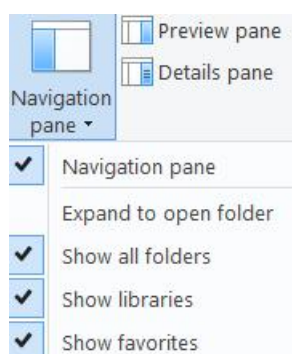 Preview pane
Details pane
Navigation
pane
Navigation pane
Expand to open folder
Show all folders
Show libraries
Show favorites